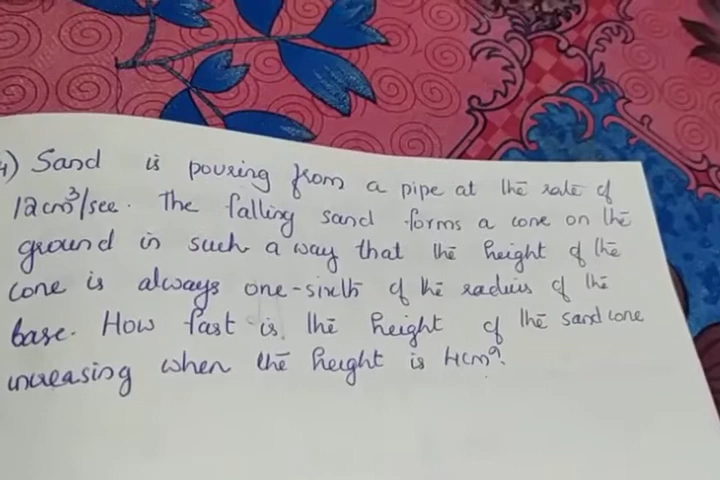 4) Sand is pouring from a pipe at the rate of
12cm³/sec. The falling sand forms a cone on the
ground in such a way that the height of the
cone is always one-sixth of the radius of the
base. How fast is the height of the sand cone
increasing when the height is 4cm?